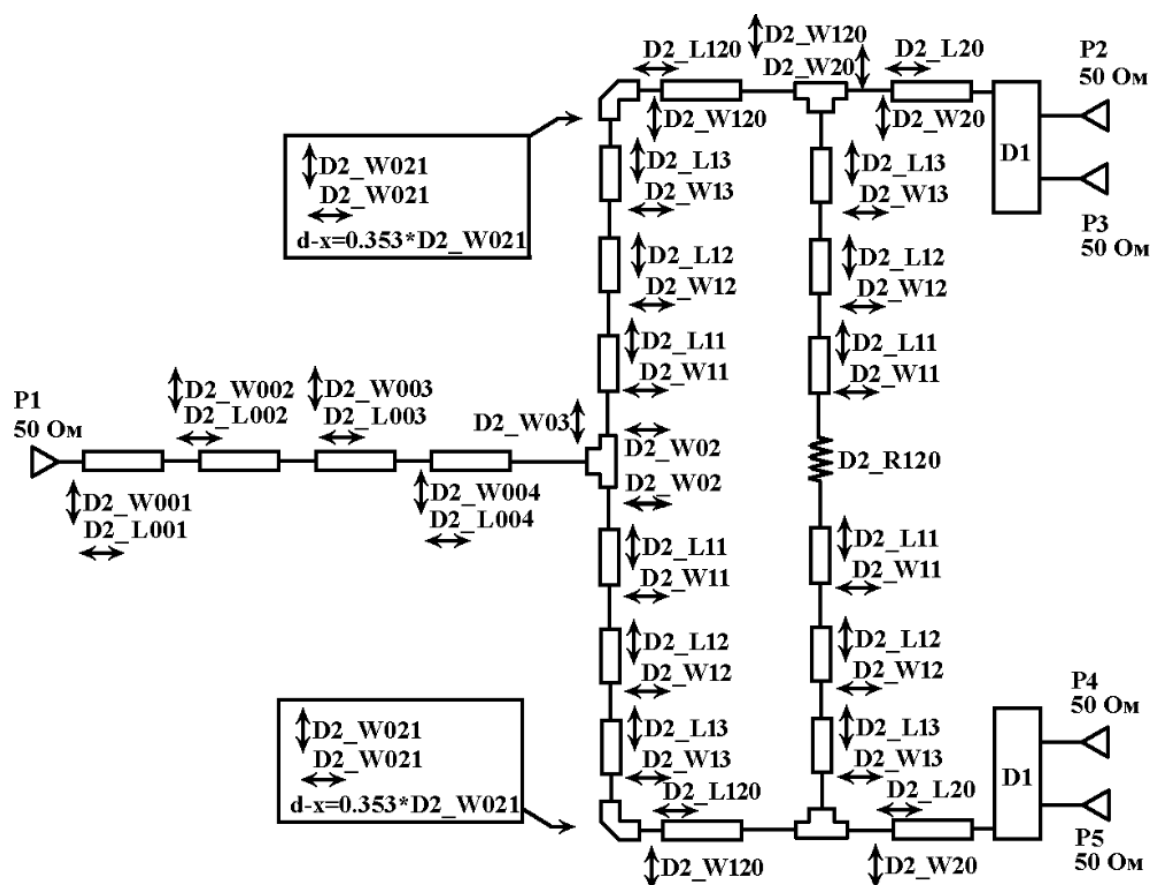 D2_W120
D2_L120
D2_W20
D2_L20
P2
50 Ом
D2_W120
D2_W20
D1
D2_W021
D2_W021
d-x=0.353*D2_W021
D2_L13
D2_W13
D2_L13
D2_W13
P3
50 Ом
D2_L12
D2_W12
D2_L12
D2_W12
D2_L11
D2_W11
D2_L11
D2_W11
P1
50 Ом
D2_W002
D2_L002
D2_W003
D2_L003
D2_W03
D2_W02
D2_W02
D2_R120
D2_W001
D2_L001
D2_W004
D2_L004
D2_L11
D2_W11
D2_L11
D2_W11
D2_L12
D2_W12
D2_L12
D2_W12
D2_W021
D2_W021
d-x=0.353*D2_W021
D2_L13
D2_W13
D2_L13
D2_W13
P4
50 Ом
D1
D2_L120
D2_L20
D2_W120
D2_W20
P5
50 Ом